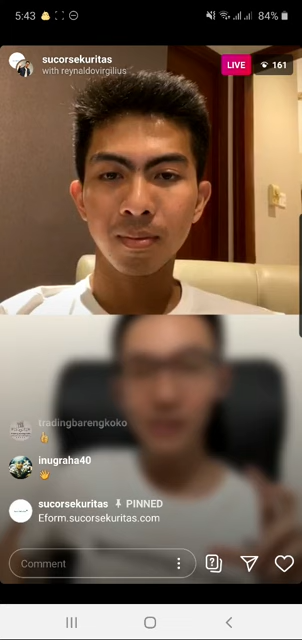 5:43
84%
sucorsekuritas
with reynaldovirgilius
LIVE
161
tradingbarengkoko
inugraha40
sucorsekuritas PINNED
Eform.sucorsekuritas.com
Comment